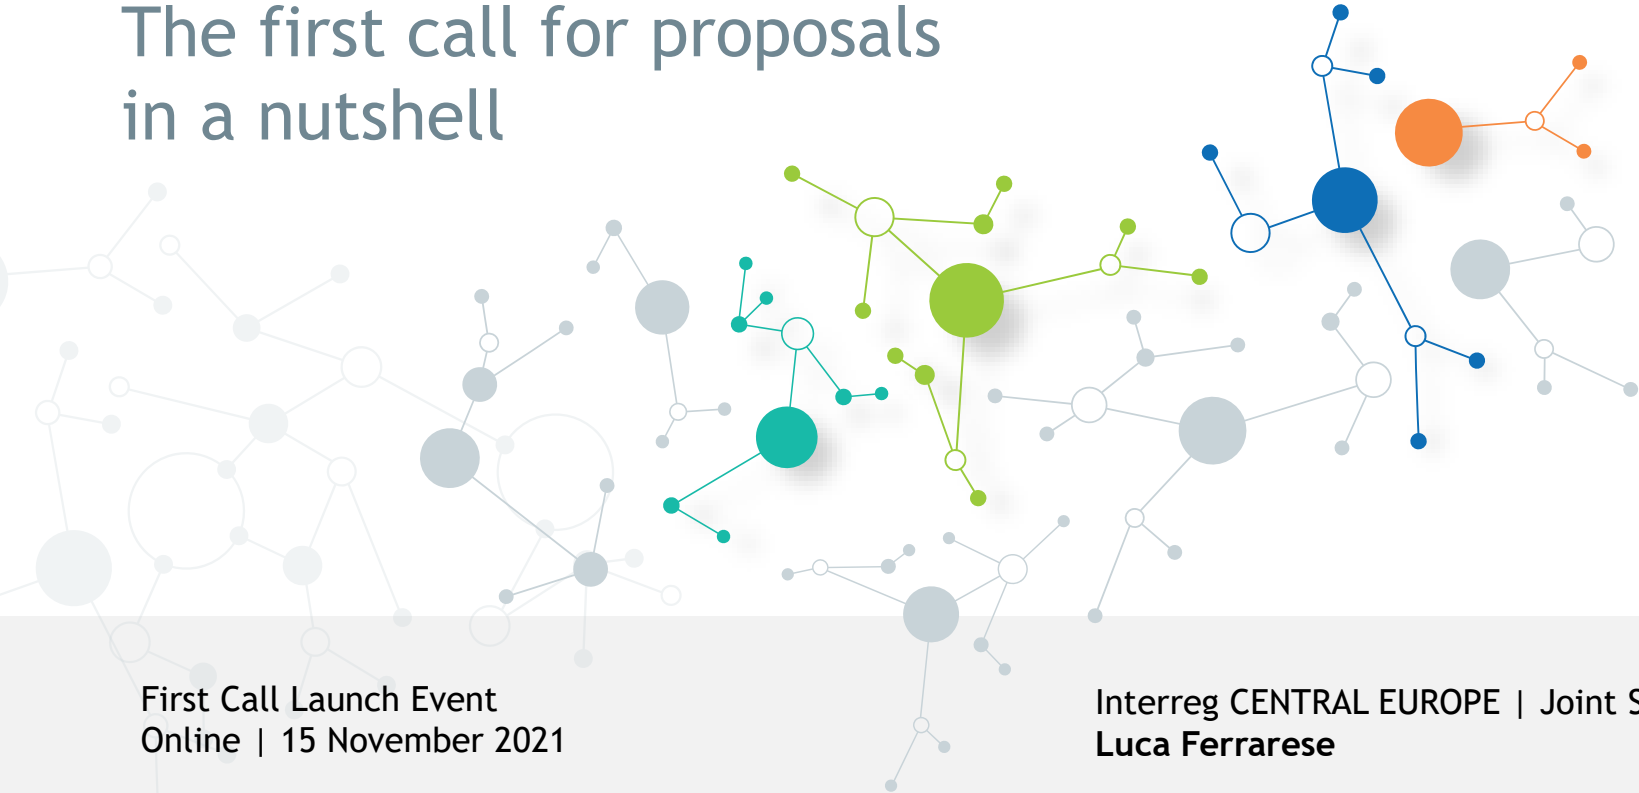 The first call for proposals
in a nutshell
First Call Launch Event
Online | 15 November 2021
Interreg CENTRAL EUROPE | Joint
Luca Ferrarese